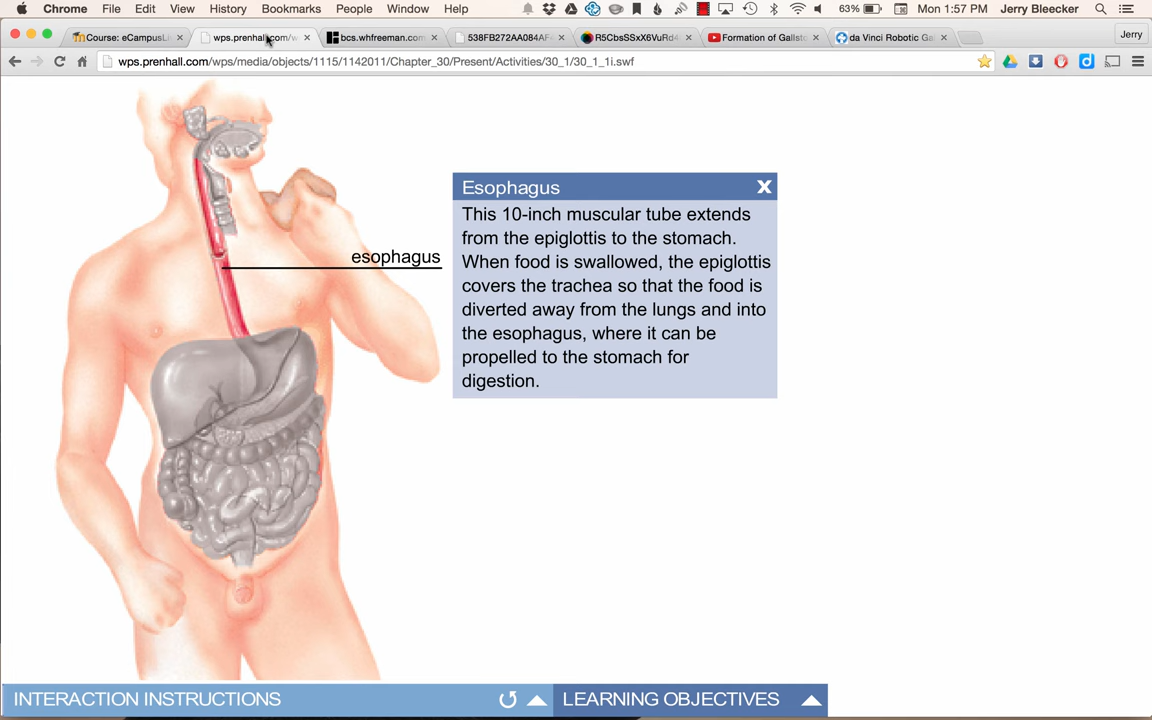 Chrome File Edit View History Bookmarks People Window Help 63% Mon 1:57 PM Jerry Bleecker
Course: eCampusLi wps.prenhall.com/w bcs.whfreeman.com 538FB272AA084AF R5CbsSSxX6VuRd4 Formation of Gallsto da Vinci Robotic Ga Jerry
wps.prenhall.com/wps/media/objects/1115/1142011/Chapter_30/Present/Activities/30_1/30_1_1i.swf
Esophagus X
This 10-inch muscular tube extends
from the epiglottis to the stomach.
When food is swallowed, the epiglottis
covers the trachea so that the food is
diverted away from the lungs and into
the esophagus, where it can be
propelled to the stomach for
digestion.
esophagus
INTERACTION INSTRUCTIONS LEARNING OBJECTIVES